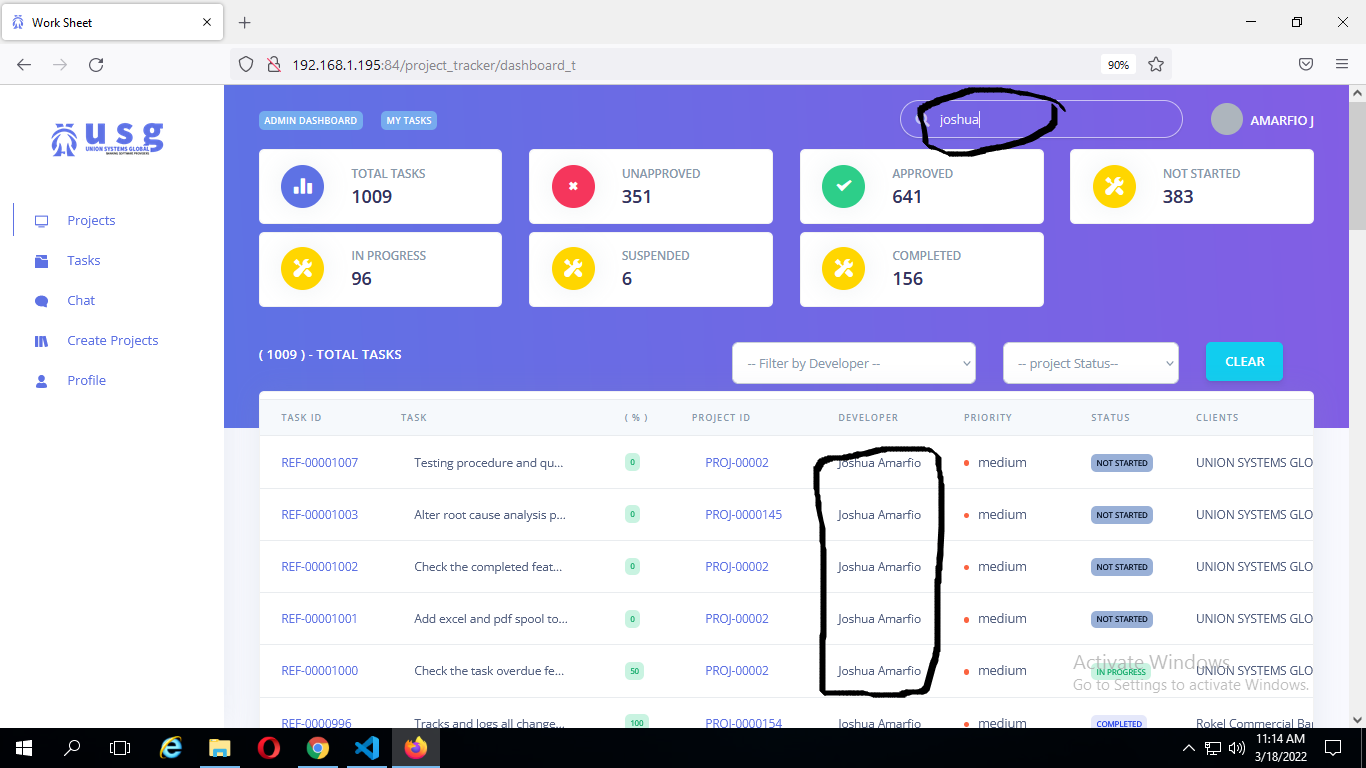 Work Sheet
192.168.1.195:84/project_tracker/dashboard_t
90%
usg
UNION SYSTEMS GLOBAL
BANKING SOFTWARE PROVIDERS
ADMIN DASHBOARD
MY TASKS
joshua
AMARFIO J
Projects
Tasks
Chat
Create Projects
Profile
TOTAL TASKS
1009
UNAPPROVED
351
APPROVED
641
NOT STARTED
383
IN PROGRESS
96
SUSPENDED
6
COMPLETED
156
( 1009 ) - TOTAL TASKS
-- Filter by Developer --
-- project Status--
CLEAR
TASK ID TASK ( % ) PROJECT ID DEVELOPER PRIORITY STATUS CLIENTS
REF-00001007 Testing procedure and qu... 0 PROJ-00002 Joshua Amarfio medium NOT STARTED UNION SYSTEMS GLO
REF-00001003 Alter root cause analysis p... 0 PROJ-0000145 Joshua Amarfio medium NOT STARTED UNION SYSTEMS GLO
REF-00001002 Check the completed feat... 0 PROJ-00002 Joshua Amarfio medium NOT STARTED UNION SYSTEMS GLO
REF-00001001 Add excel and pdf spool to... 0 PROJ-00002 Joshua Amarfio medium NOT STARTED UNION SYSTEMS GLO
REF-00001000 Check the task overdue fe... 50 PROJ-00002 Joshua Amarfio medium IN PROGRESS UNION SYSTEMS GLO
REF-0000996 Tracks and logs all change... 100 PROJ-0000154 Joshua Amarfio medium COMPLETED Rokel Commercial Ban
Activate Windows
Go to Settings to activate Windows.
11:14 AM
3/18/2022